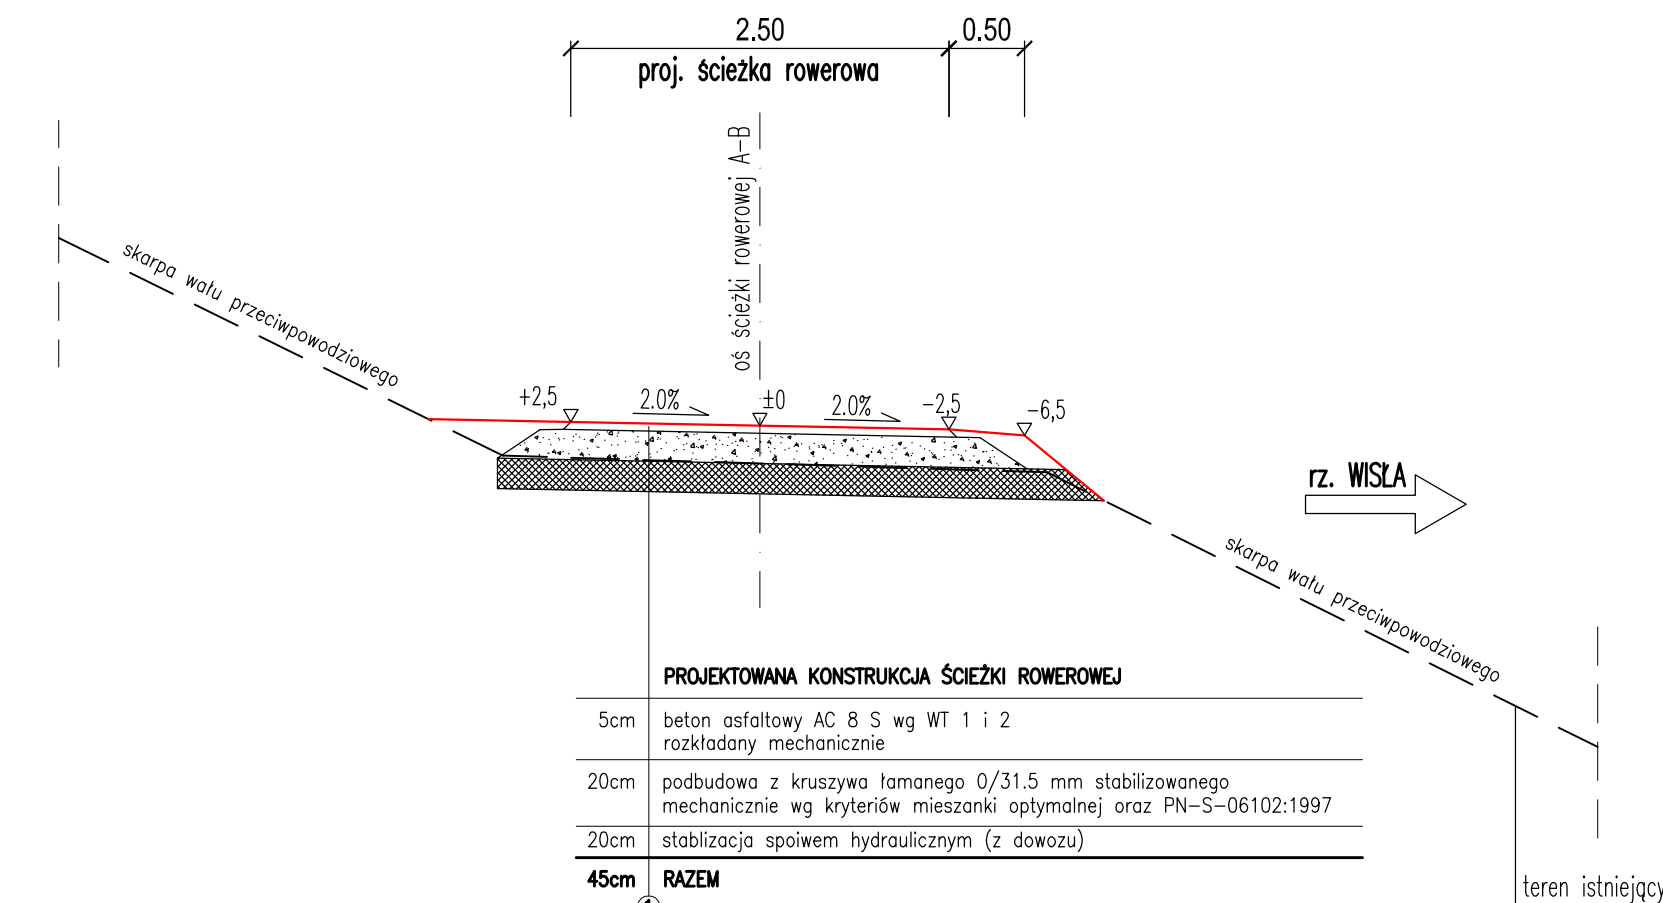 2.50 0.50
proj. ścieżka rowerowa
oś ścieżki rowerowej A-B
skarpa wału przeciwpowodziowego
+2,5 2.0% ±0 2.0% -2,5 -6,5
rz. WISŁA
skarpa wału przeciwpowodziowego
PROJEKTOWANA KONSTRUKCJA ŚCIEŻKI ROWEROWEJ
5cm beton asfaltowy AC 8 S wg WT 1 i 2
rozkładany mechanicznie
20cm podbudowa z kruszywa łamanego 0/31.5 mm stabilizowanego
mechanicznie wg kryteriów mieszanki optymalnej oraz PN-S-06102:1997
20cm stablizacja spoiwem hydraulicznym (z dowozu)
45cm RAZEM
teren istniejący